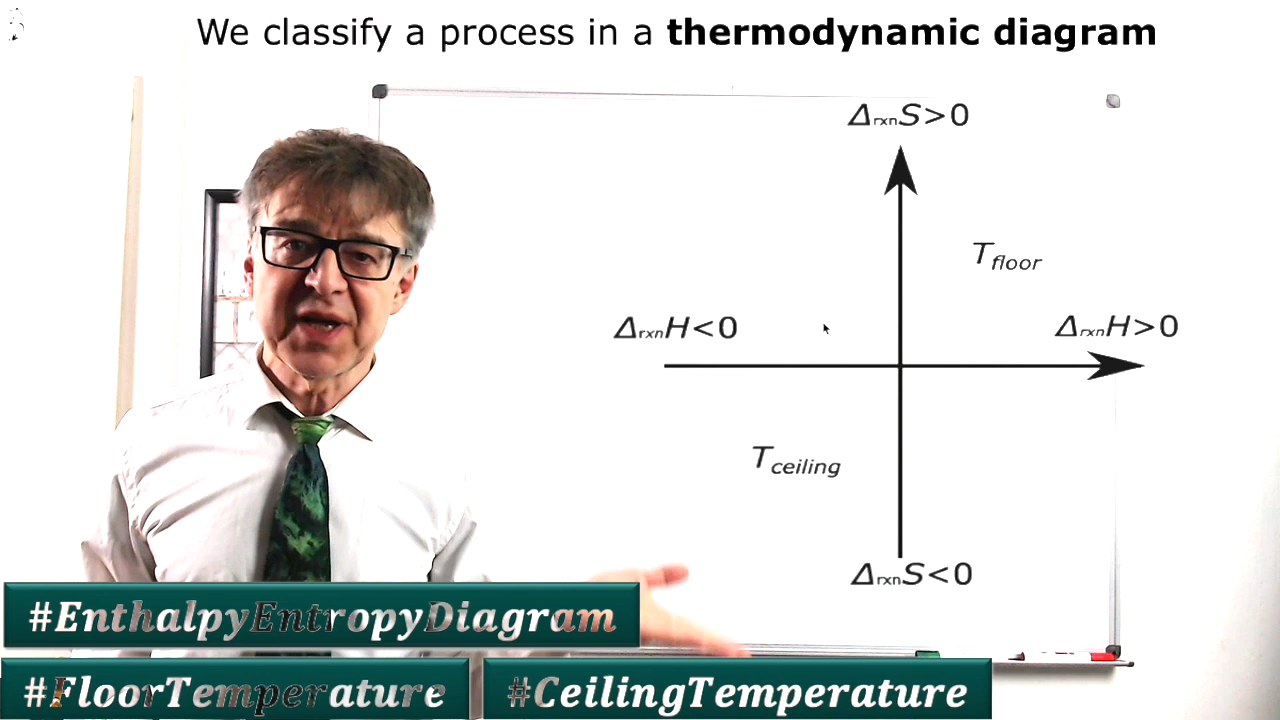 We classify a process in a thermodynamic diagram
ΔrxnS>0
Tfloor
ΔrxnH<0
ΔrxnH>0
Tceiling
ΔrxnS<0
#EnthalpyEntropyDiagram
#FloorTemperature
#CeilingTemperature